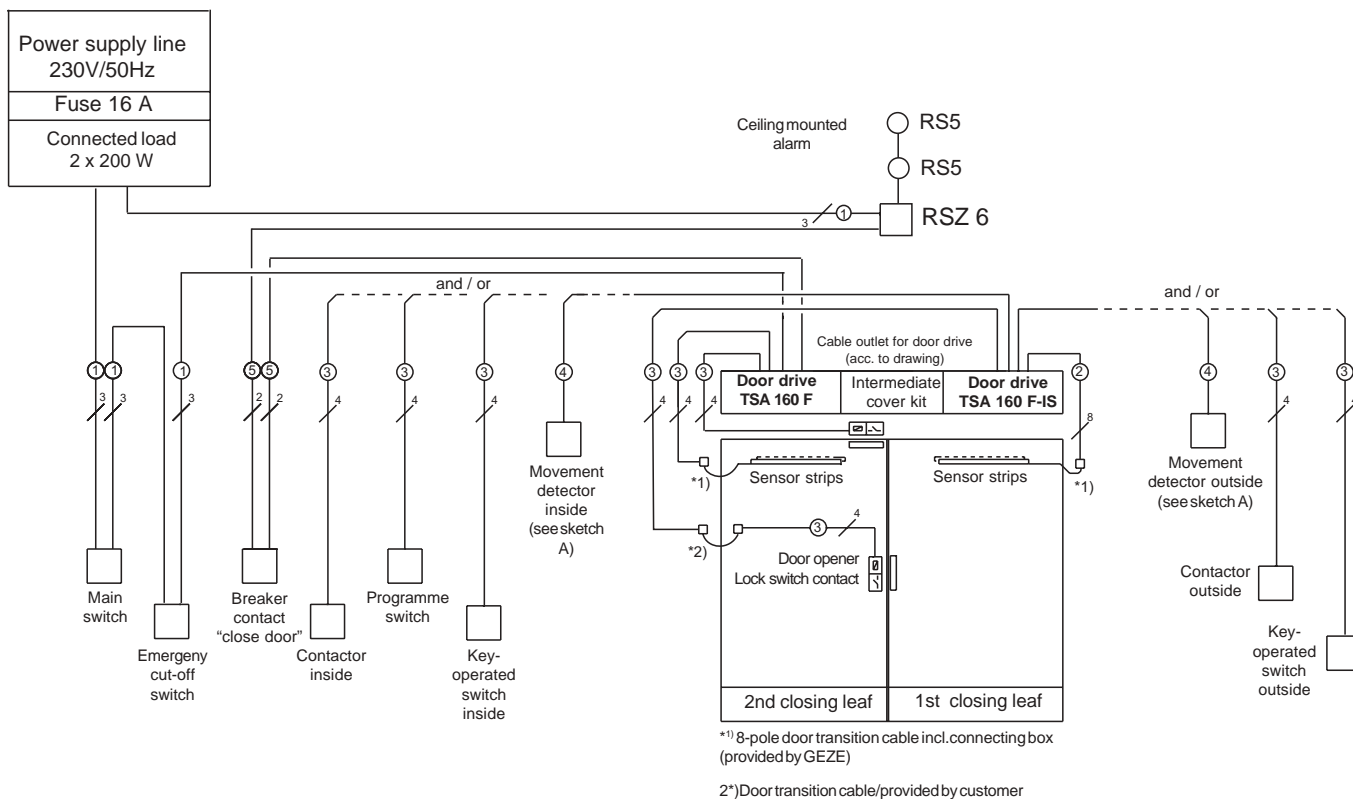 Power supply line
230V/50Hz
Fuse 16 A
Connected load
2 x 200 W
Ceiling mounted
alarm
RS5
RS5
RSZ 6
3
1
and / or
and / or
Cable outlet for door drive
(acc. to drawing)
Door drive
TSA 160 F
Intermediate
cover kit
Door drive
TSA 160 F-IS
1
1
1
5
5
3
3
3
4
3
3
3
2
4
3
3
3
3
3
2
2
4
4
4
4
4
4
8
4
4
Sensor strips
Sensor strips
*1)
*1)
*2)
3
4
Door opener
Lock switch contact
Movement
detector
inside
(see sketch
A)
Movement
detector outside
(see sketch A)
Main
switch
Emergeny
cut-off
switch
Breaker
contact
“close door”
Contactor
inside
Programme
switch
Key-
operated
switch
inside
Contactor
outside
Key-
operated
switch
outside
2nd closing leaf
1st closing leaf
*1) 8-pole door transition cable incl.connecting box
(provided by GEZE)
2*)Door transition cable/provided by customer